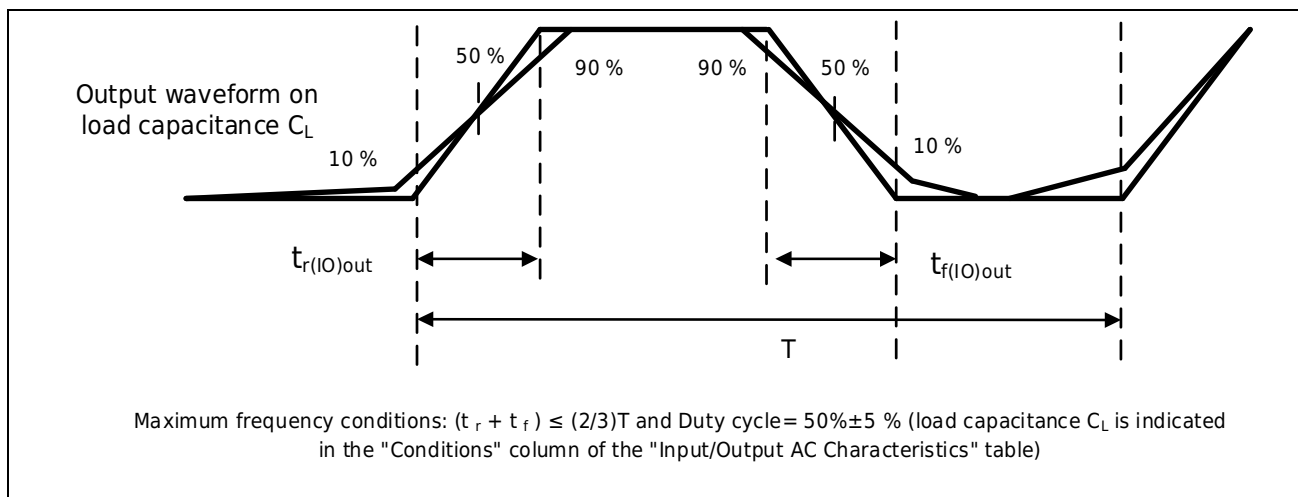 50 %
90 %
90 %
50 %
Output waveform on
load capacitance C_L
10 %
10 %
t_r(IO)out
t_f(IO)out
T
Maximum frequency conditions: (t_r + t_f) ≤ (2/3)T and Duty cycle= 50%±5 % (load capacitance C_L is indicated
in the "Conditions" column of the "Input/Output AC Characteristics" table)